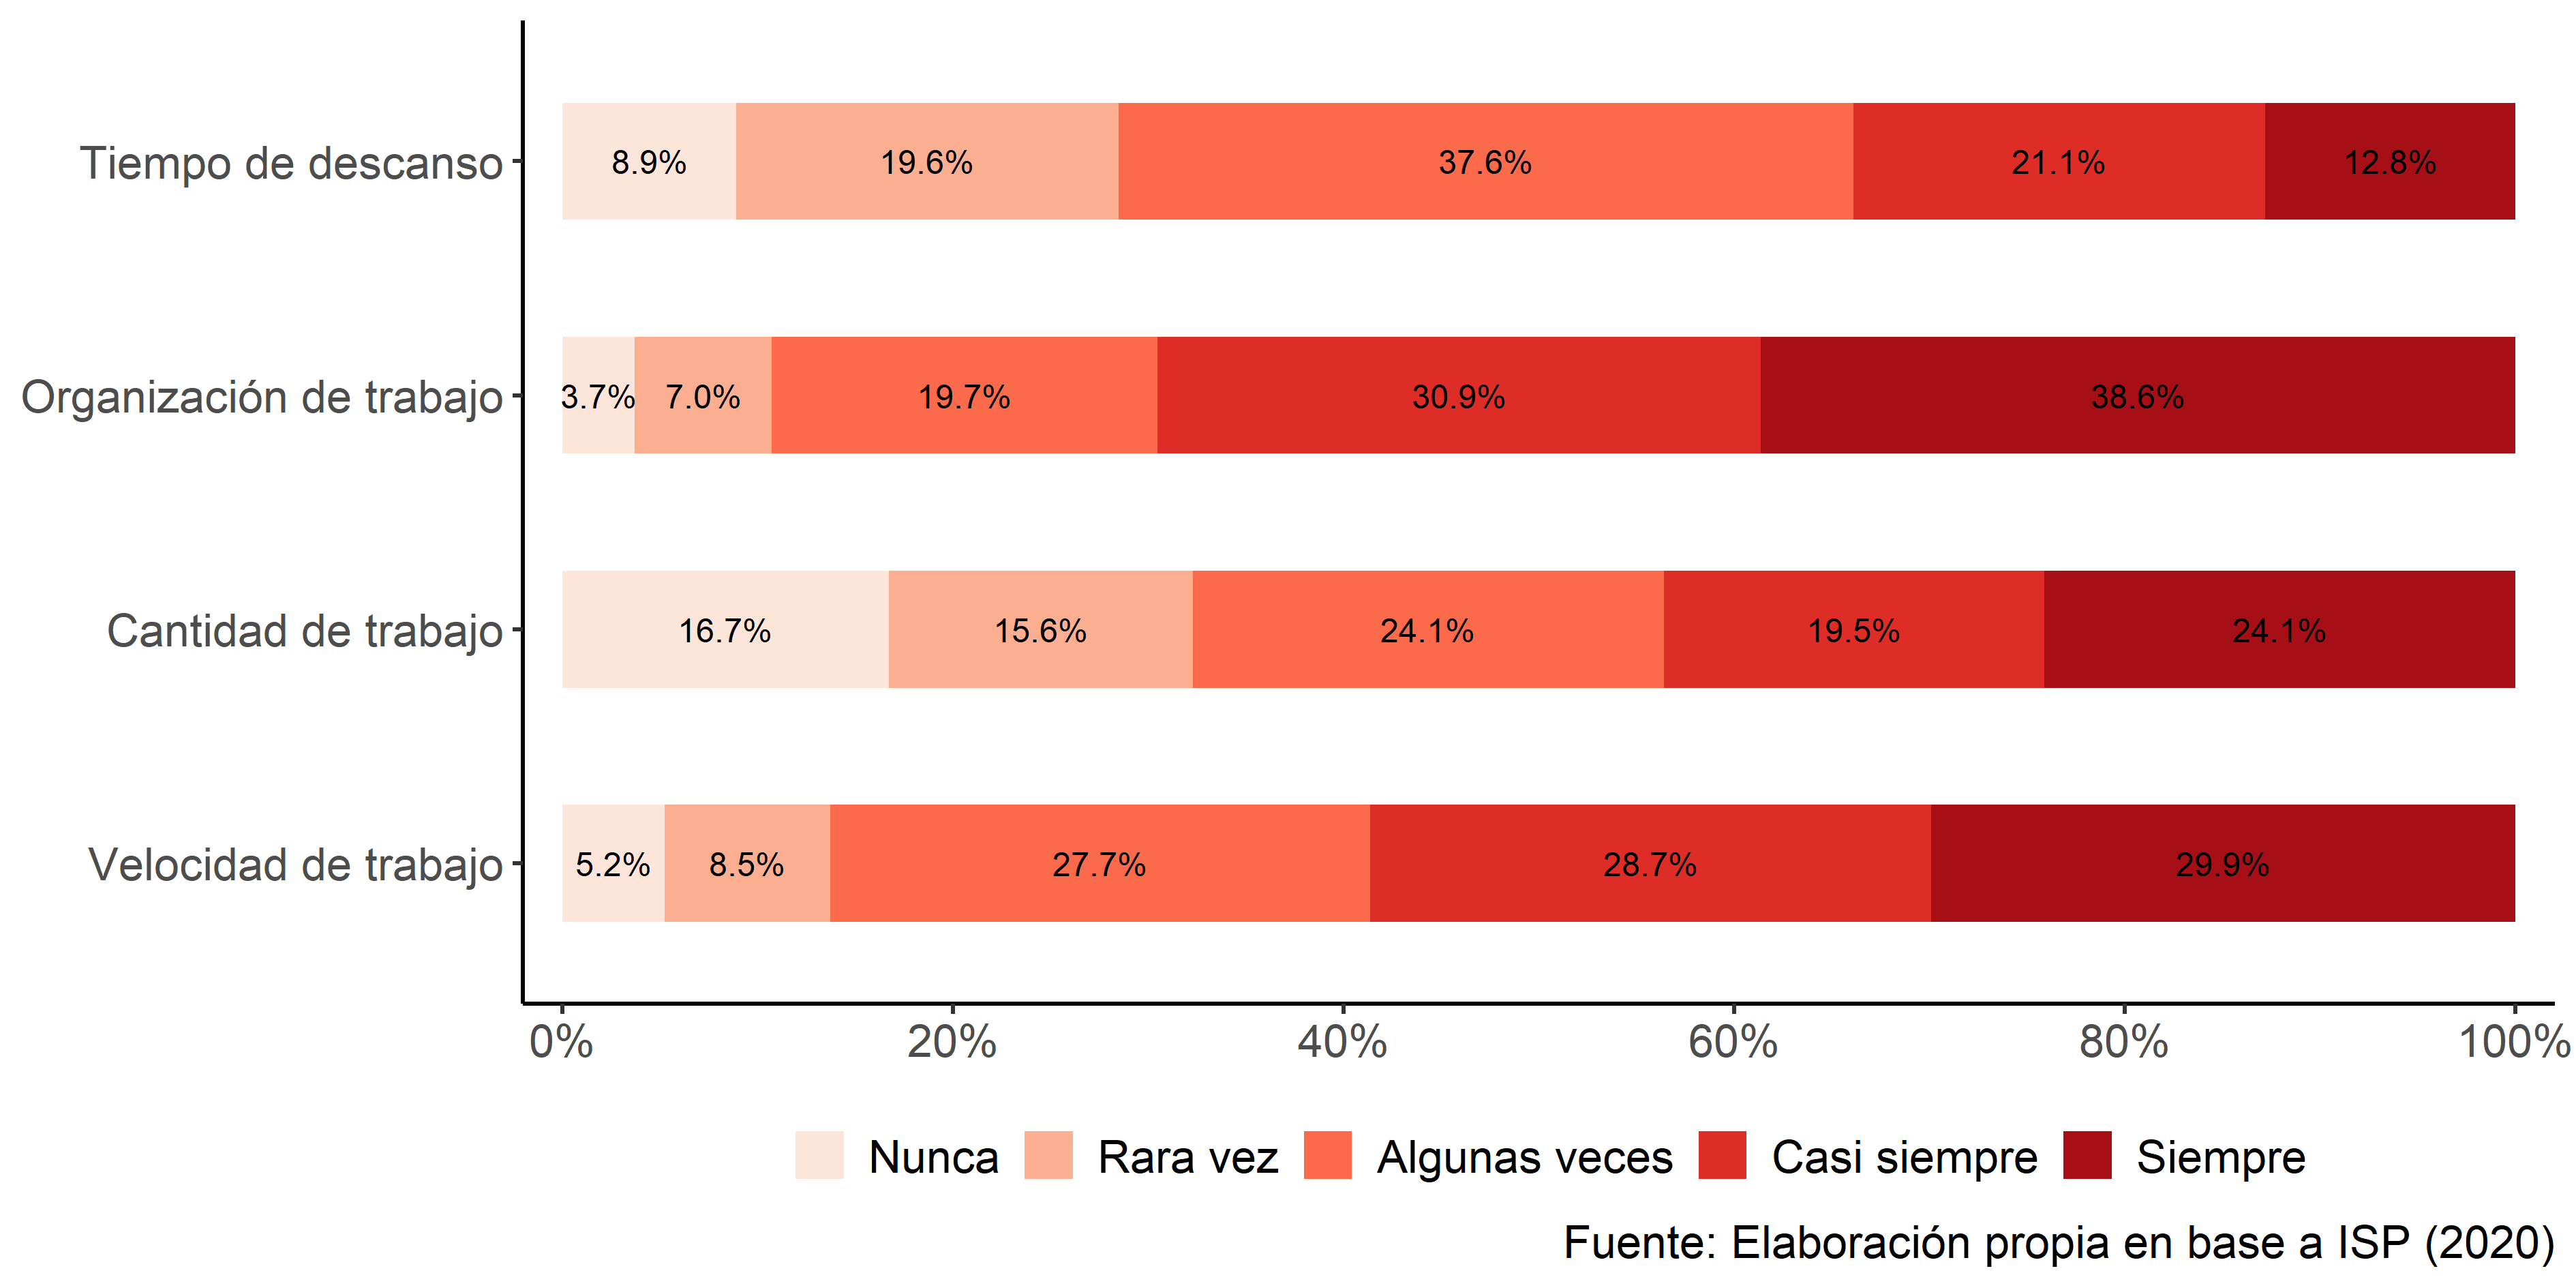 Tiempo de descanso 8.9% 19.6% 37.6% 21.1% 12.8%
Organización de trabajo 3.7% 7.0% 19.7% 30.9% 38.6%
Cantidad de trabajo 16.7% 15.6% 24.1% 19.5% 24.1%
Velocidad de trabajo 5.2% 8.5% 27.7% 28.7% 29.9%
0% 20% 40% 60% 80% 100%
Nunca Rara vez Algunas veces Casi siempre Siempre
Fuente: Elaboración propia en base a ISP (2020)